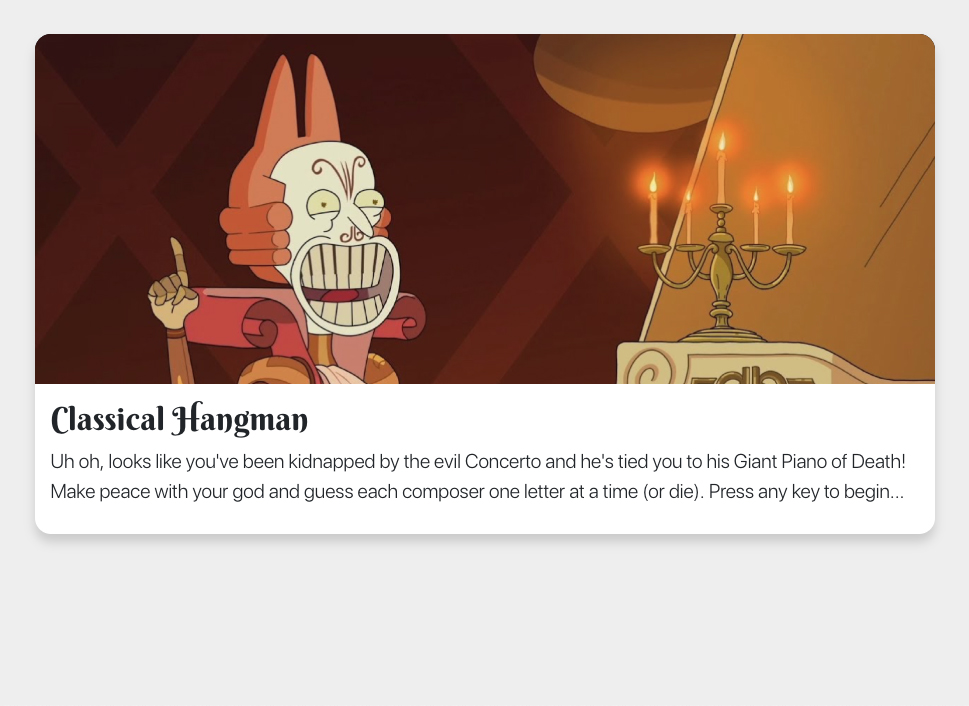 Classical Hangman
Uh oh, looks like you've been kidnapped by the evil Concerto and he's tied you to his Giant Piano of Death!
Make peace with your god and guess each composer one letter at a time (or die). Press any key to begin...